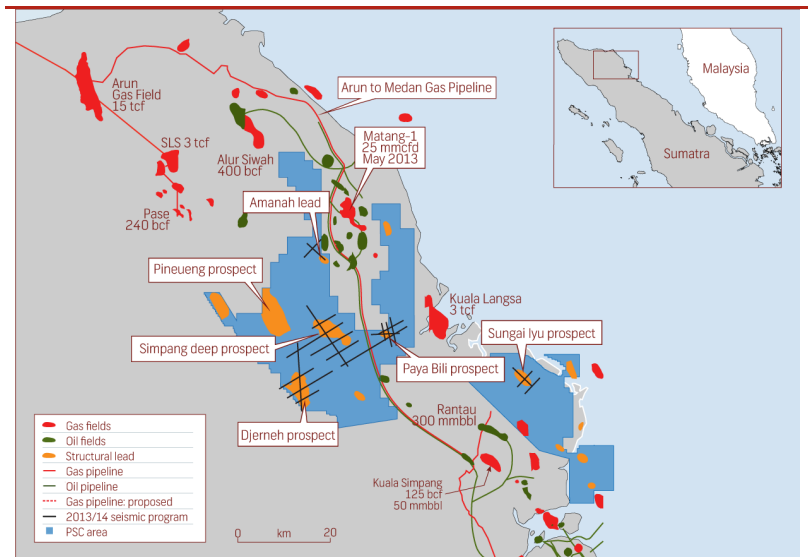 Arun
Gas Field
15 tcf
SLS 3 tcf
Pase
240 bcf
Alur Siwah
400 bcf
Arun to Medan Gas Pipeline
Matang-1
25 mmcfd
May 2013
Malaysia
Sumatra
Amanah lead
Pineueng prospect
Simpang deep prospect
Kuala Langsa
3 tcf
Sungai Iyu prospect
Paya Bili prospect
Djerneh prospect
Rantau
300 mmbbl
Kuala Simpang
125 bcf
50 mmbbl
Gas fields
Oil fields
Structural lead
Gas pipeline
Oil pipeline
Gas pipeline: proposed
2013/14 seismic program
PSC area
0 km 20